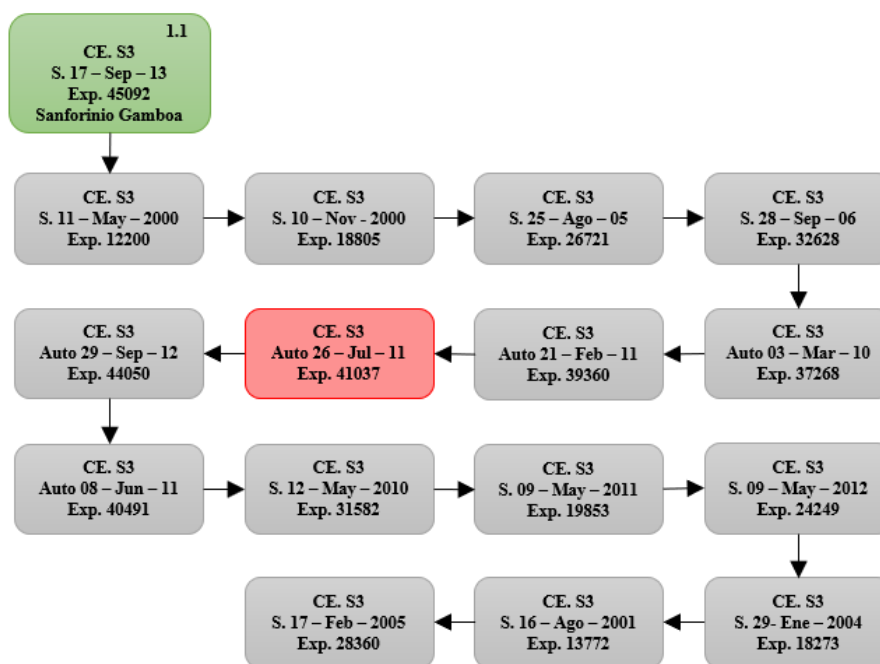 1.1
CE. S3
S. 17 – Sep – 13
Exp. 45092
Sanforinio Gamboa
CE. S3
S. 11 – May – 2000
Exp. 12200
CE. S3
S. 10 – Nov - 2000
Exp. 18805
CE. S3
S. 25 – Ago – 05
Exp. 26721
CE. S3
S. 28 – Sep – 06
Exp. 32628
CE. S3
Auto 03 – Mar – 10
Exp. 37268
CE. S3
Auto 21 – Feb – 11
Exp. 39360
CE. S3
Auto 26 – Jul – 11
Exp. 41037
CE. S3
Auto 29 – Sep – 12
Exp. 44050
CE. S3
Auto 08 – Jun – 11
Exp. 40491
CE. S3
S. 12 – May – 2010
Exp. 31582
CE. S3
S. 09 – May – 2011
Exp. 19853
CE. S3
S. 09 – May – 2012
Exp. 24249
CE. S3
S. 29- Ene – 2004
Exp. 18273
CE. S3
S. 16 – Ago – 2001
Exp. 13772
CE. S3
S. 17 – Feb – 2005
Exp. 28360